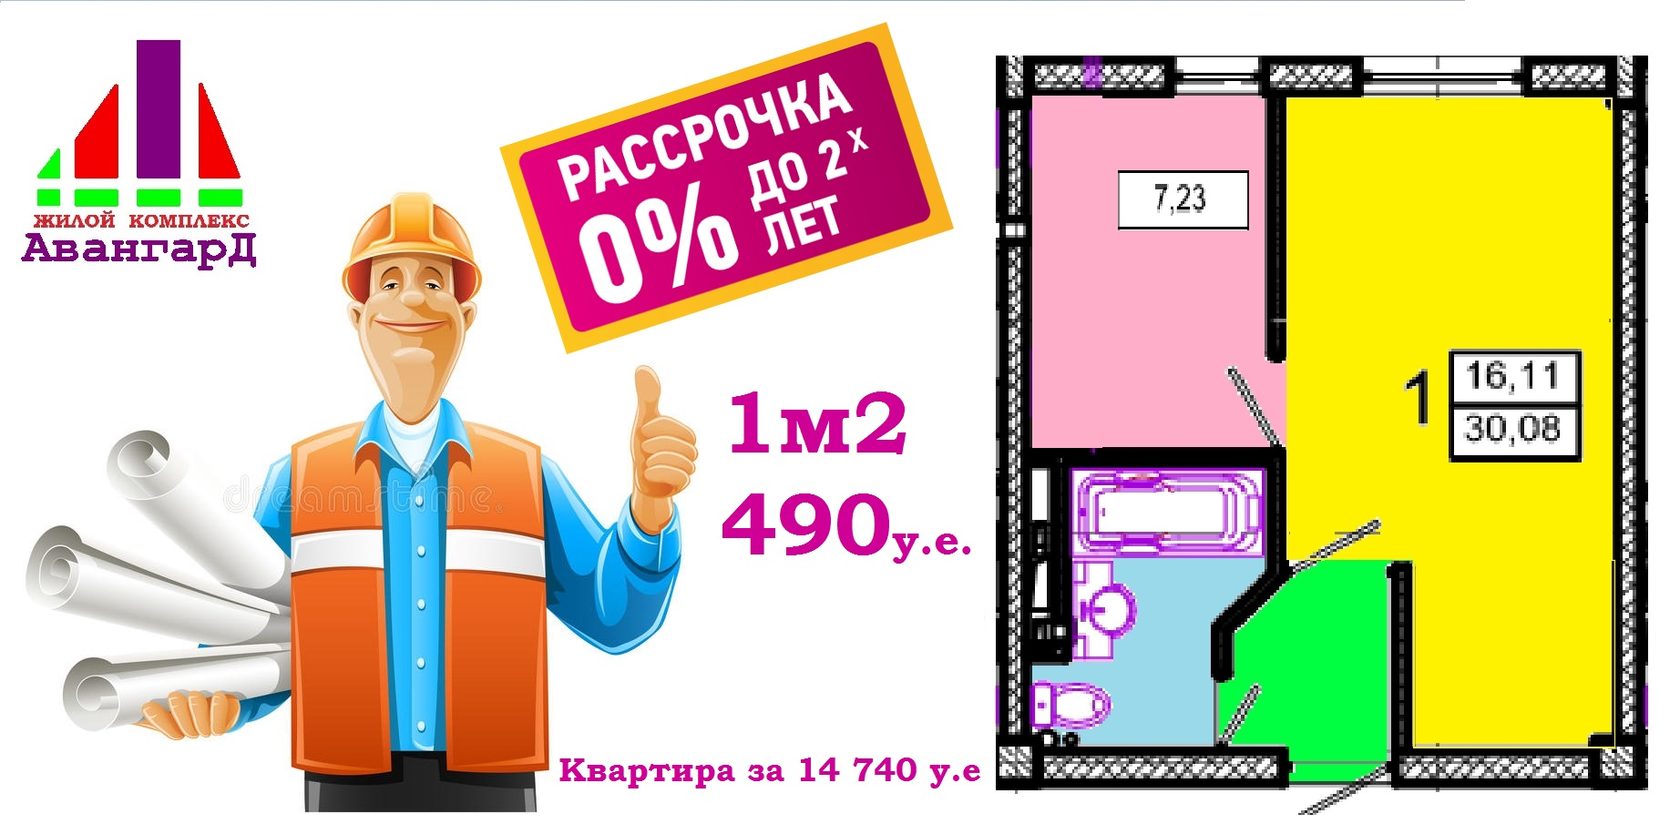 ЖИЛОЙ КОМПЛЕКС
АвангарД
РАССРОЧКА
0% ДО 2х
ЛЕТ
1м2
490у.е.
Квартира за 14 740 у.е
dreamstime.
7,23
1
16,11
30,08